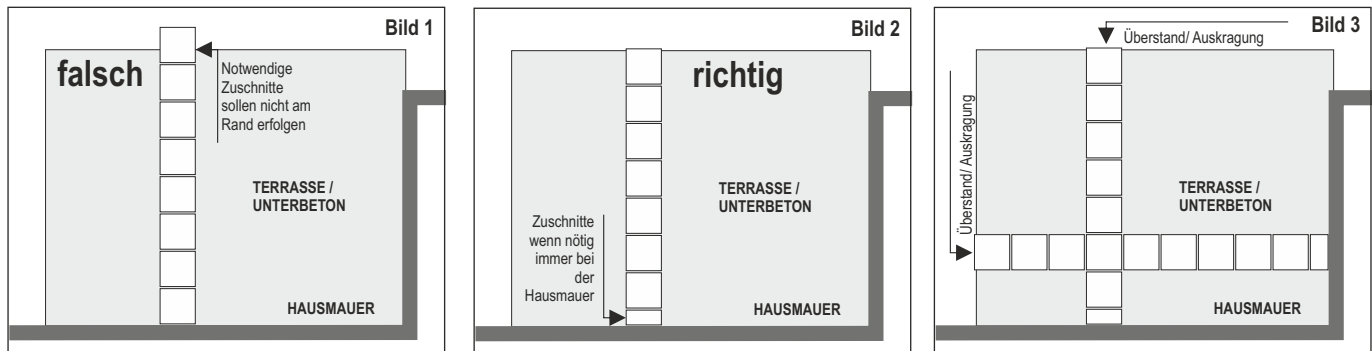 Bild 1
falsch
Notwendige
Zuschnitte
sollen nicht am
Rand erfolgen
TERRASSE /
UNTERBETON
HAUSMAUER
Bild 2
richtig
TERRASSE /
UNTERBETON
Zuschnitte
wenn nötig
immer bei
der
Hausmauer
HAUSMAUER
Bild 3
Überstand/ Auskragung
Überstand/ Auskragung
TERRASSE /
UNTERBETON
HAUSMAUER